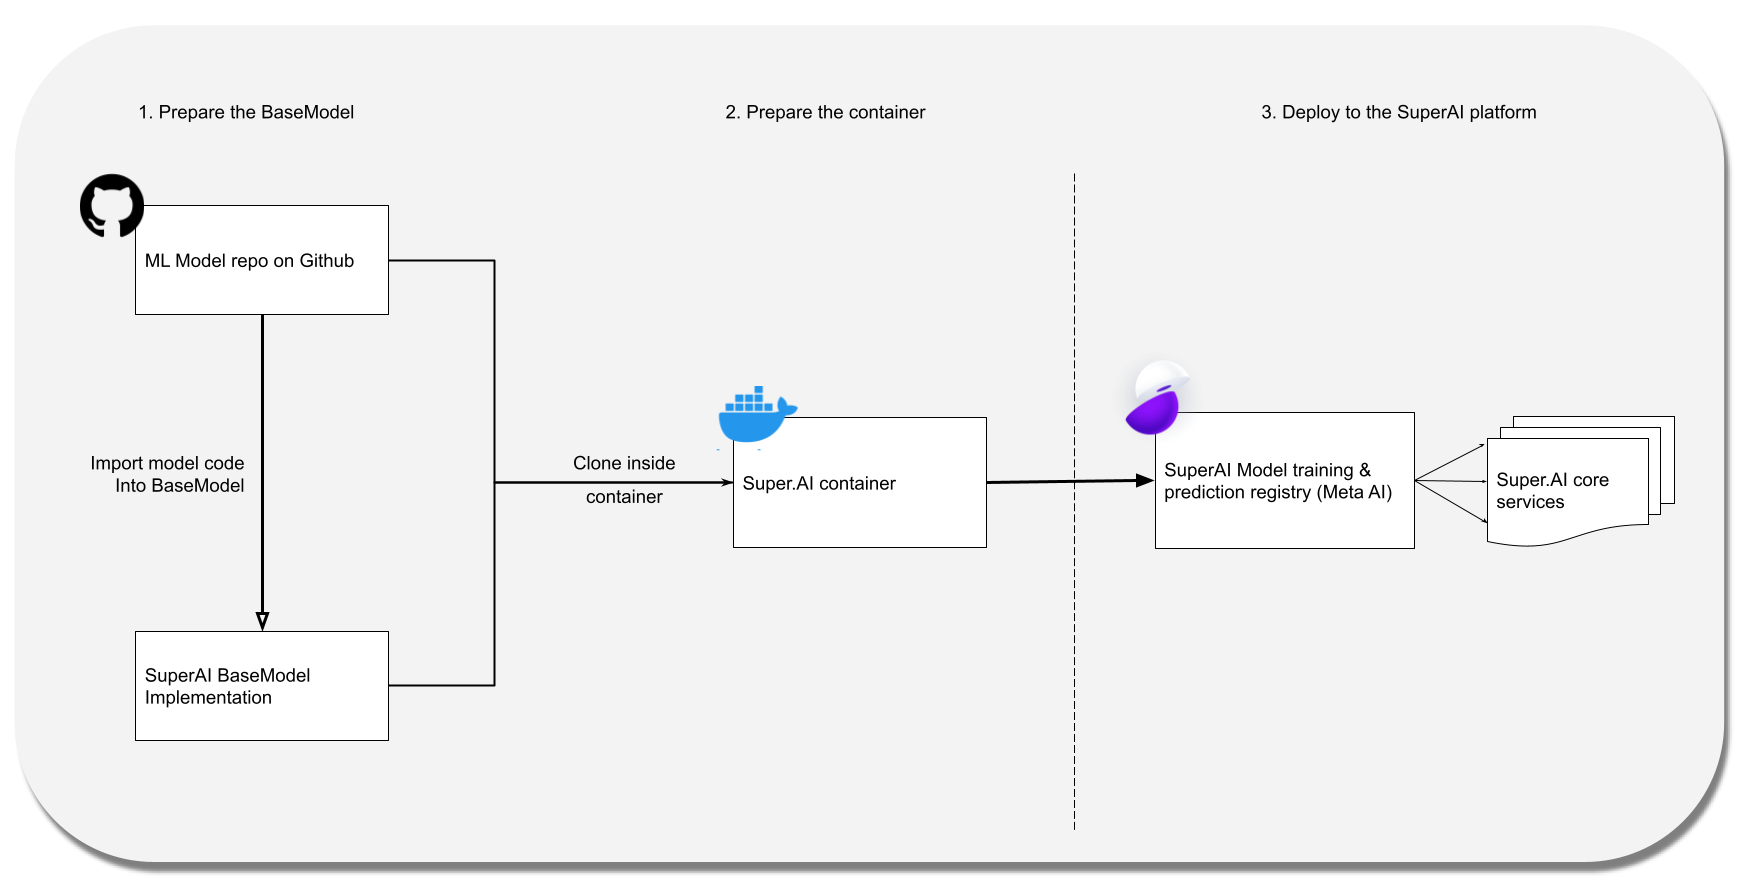 1. Prepare the BaseModel
2. Prepare the container
3. Deploy to the SuperAI platform
ML Model repo on Github
Import model code
Into BaseModel
SuperAI BaseModel
Implementation
Clone inside
container
Super.AI container
SuperAI Model training &
prediction registry (Meta AI)
Super.AI core
services